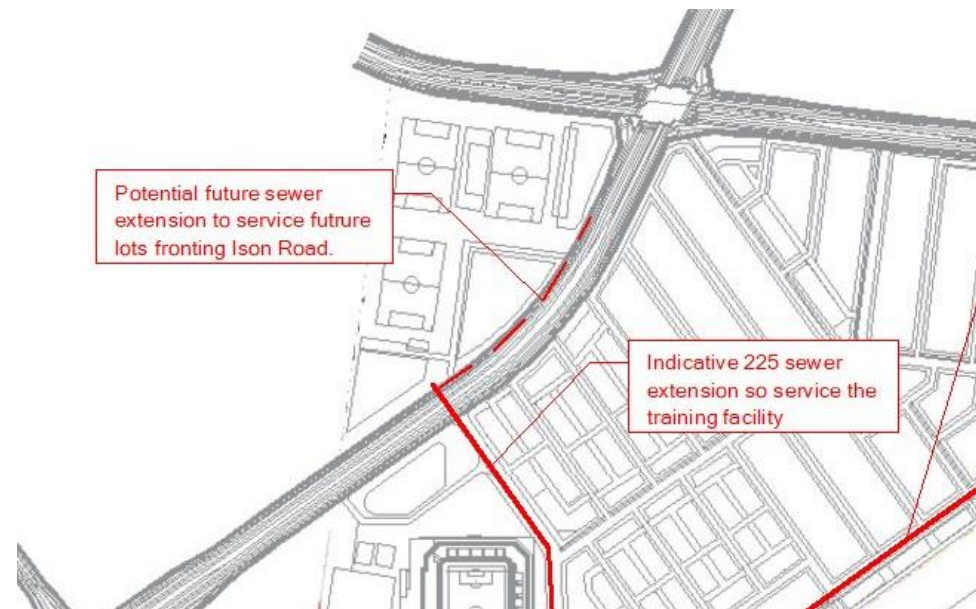 Potential future sewer
extension to service futrure
lots fronting Ison Road.
Indicative 225 sewer
extension so service the
training facility